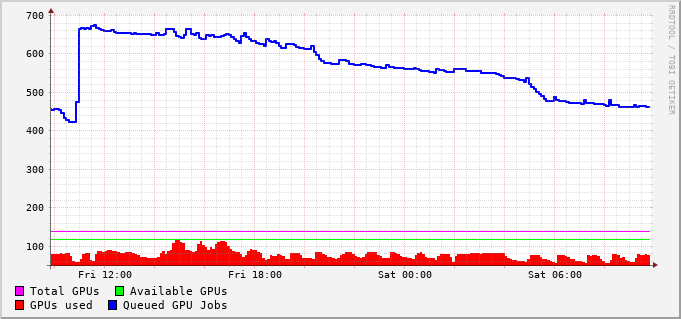 700
600
500
400
300
200
100
Fri 12:00 Fri 18:00 Sat 00:00 Sat 06:00
Total GPUs Available GPUs
GPUs used Queued GPU Jobs
RRDTOOL / TOBI OETIKER